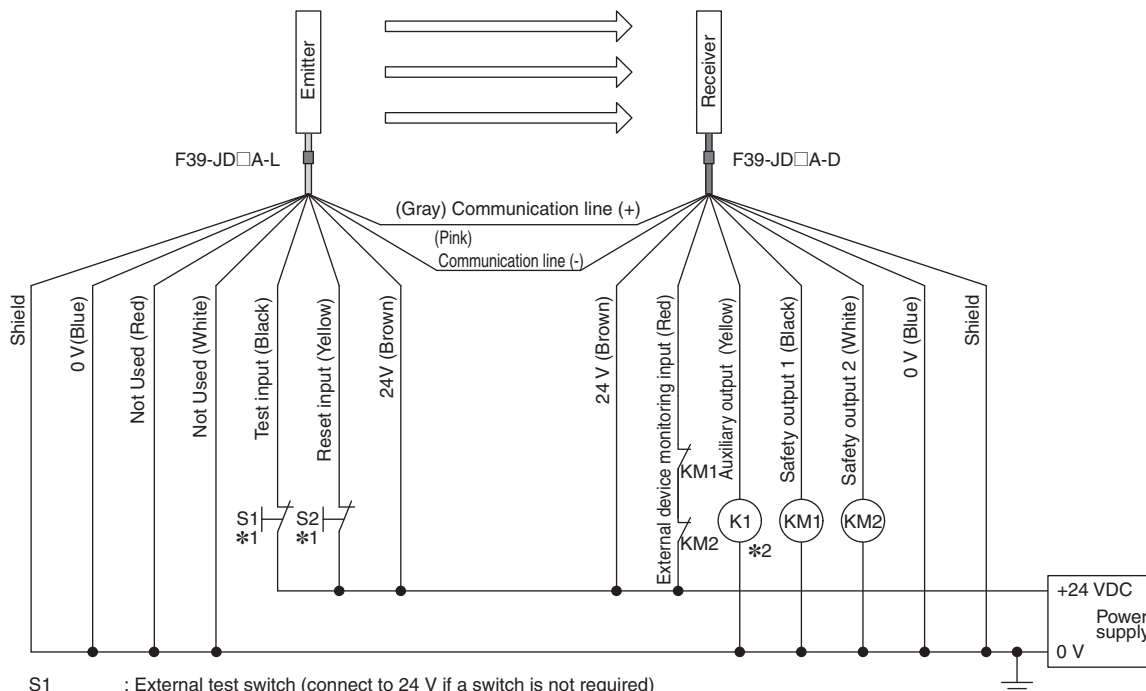 Emitter
Receiver
F39-JD□A-L
F39-JD□A-D
(Gray) Communication line (+)
(Pink)
Communication line (-)
Shield
0 V(Blue)
Not Used (Red)
Not Used (White)
Test input (Black)
Reset input (Yellow)
24V (Brown)
24 V (Brown)
External device monitoring input (Red)
Auxiliary output (Yellow)
Safety output 1 (Black)
Safety output 2 (White)
0 V (Blue)
Shield
KM1
S1
*1
S2
*1
KM2
K1
*2
KM1
KM2
+24 VDC
Power
supply
0 V
S1 : External test switch (connect to 24 V if a switch is not required)